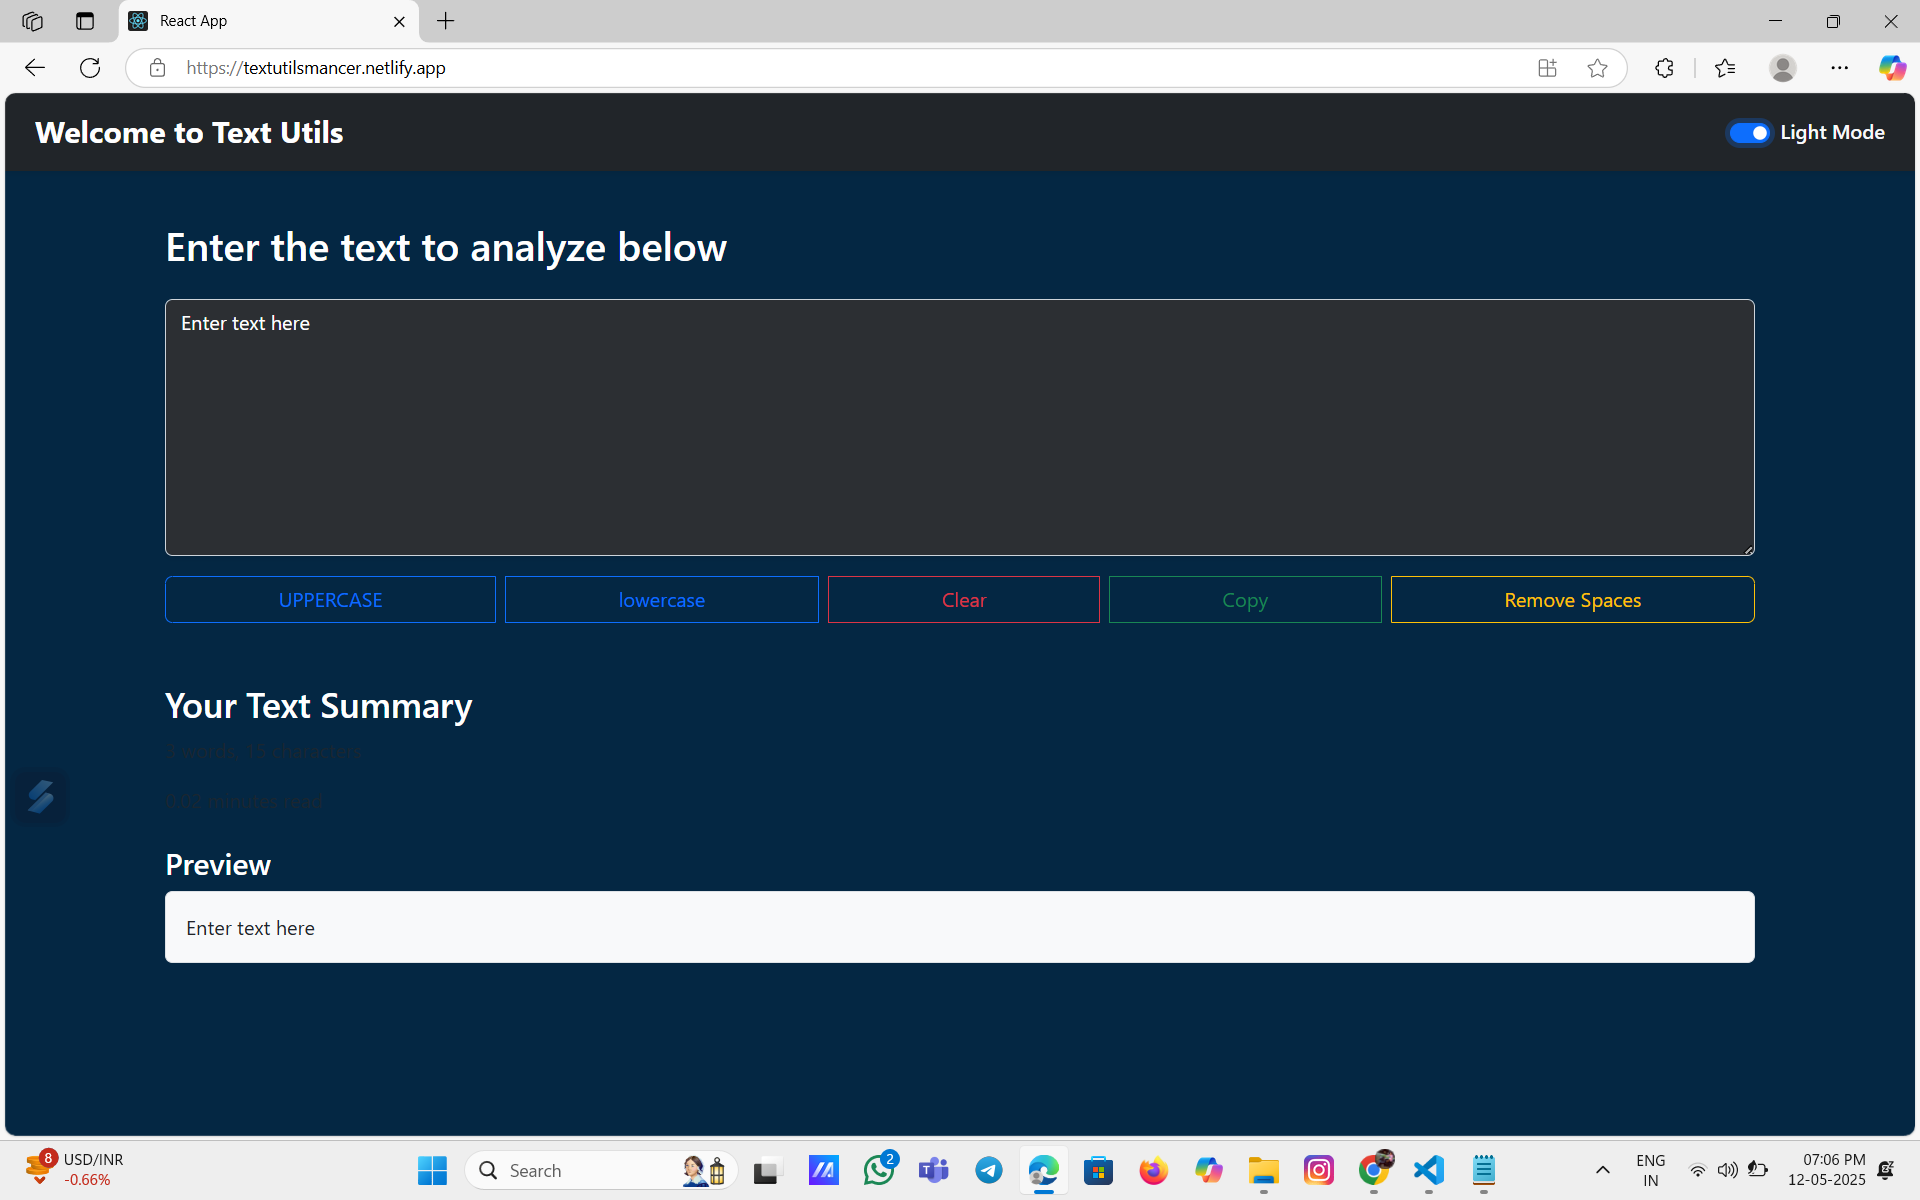 React App
https://textutilsmancer.netlify.app
Welcome to Text Utils
Light Mode
Enter the text to analyze below
Enter text here
UPPERCASE
lowercase
Clear
Copy
Remove Spaces
Your Text Summary
3 words, 15 characters
0.02 minutes read
Preview
Enter text here
8
USD/INR
-0.66%
Search
2
ENG
IN
07:06 PM
12-05-2025